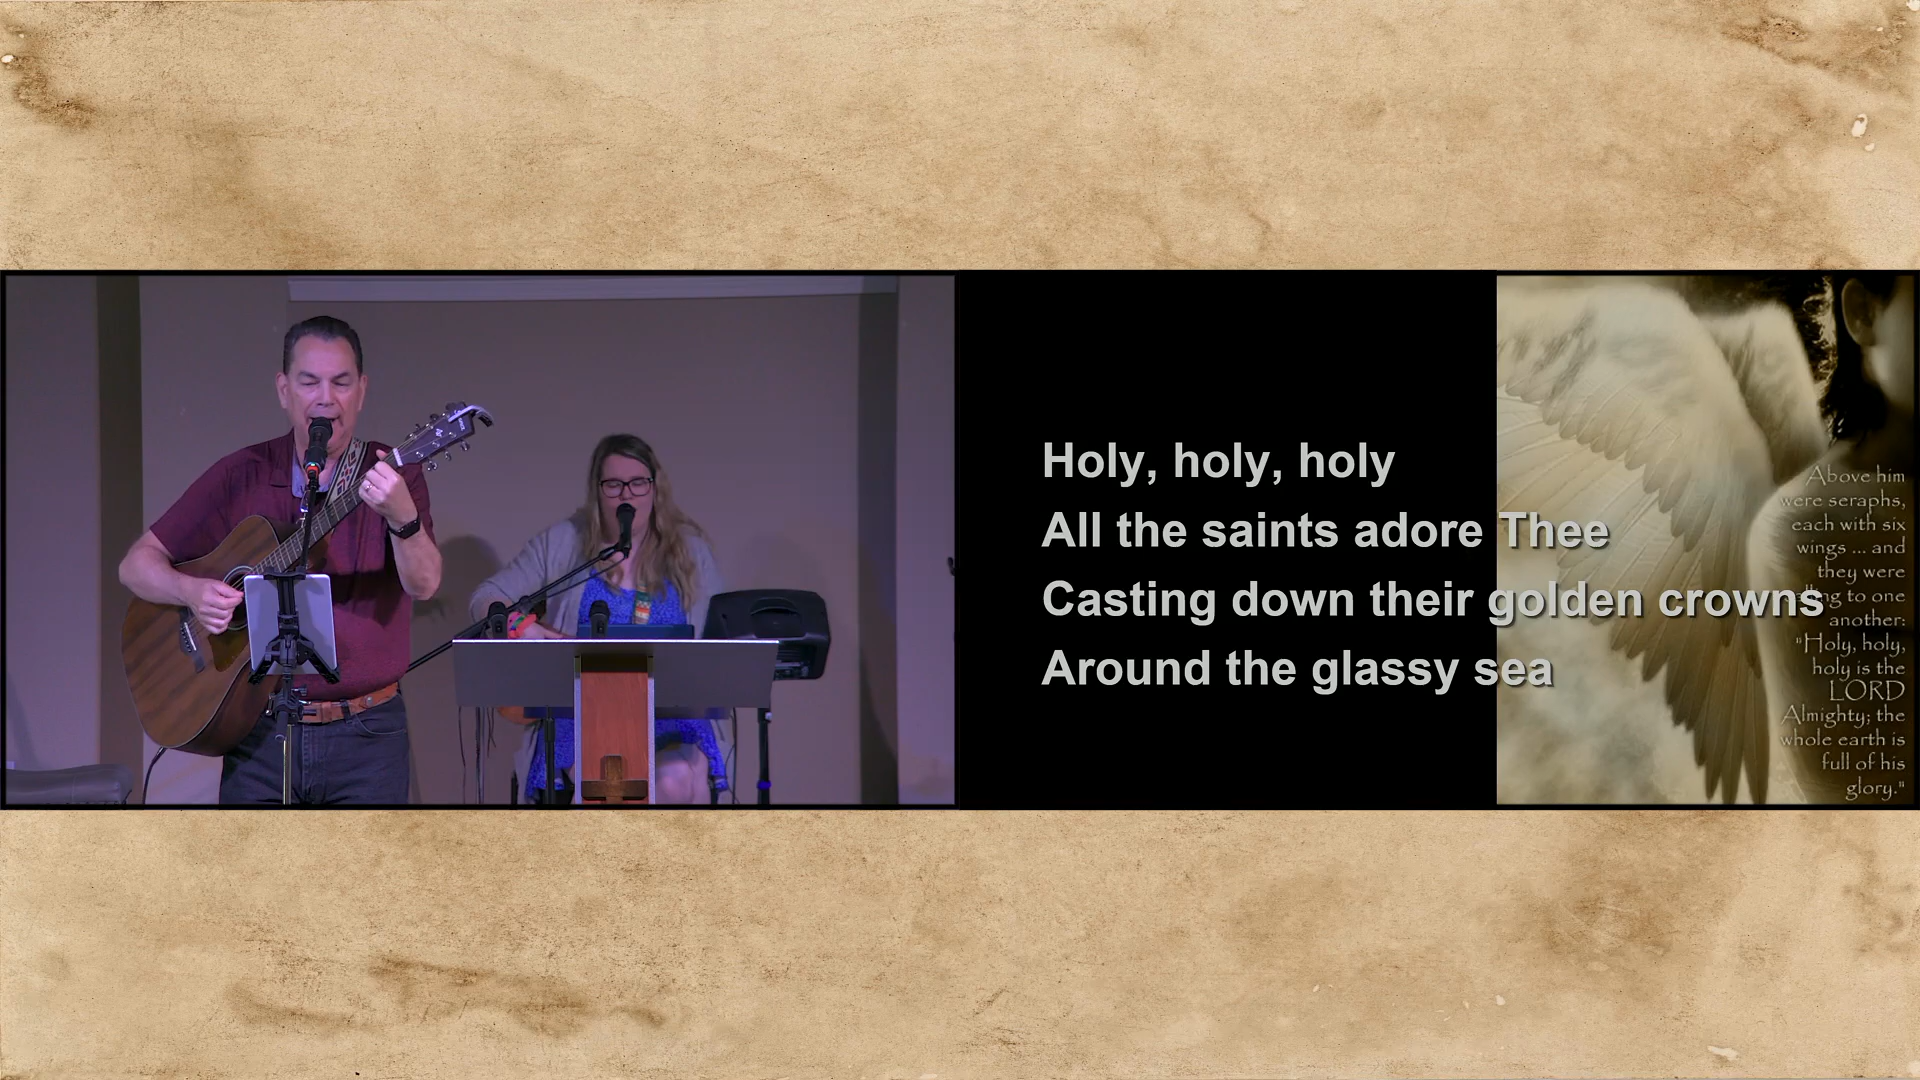 Holy, holy, holy
All the saints adore Thee
Casting down their golden crowns
Around the glassy sea
Above him
were seraphs,
each with six
wings ... and
they were
to one
another:
"Holy, holy,
holy is the
LORD
Almighty; the
whole earth is
full of his
glory."